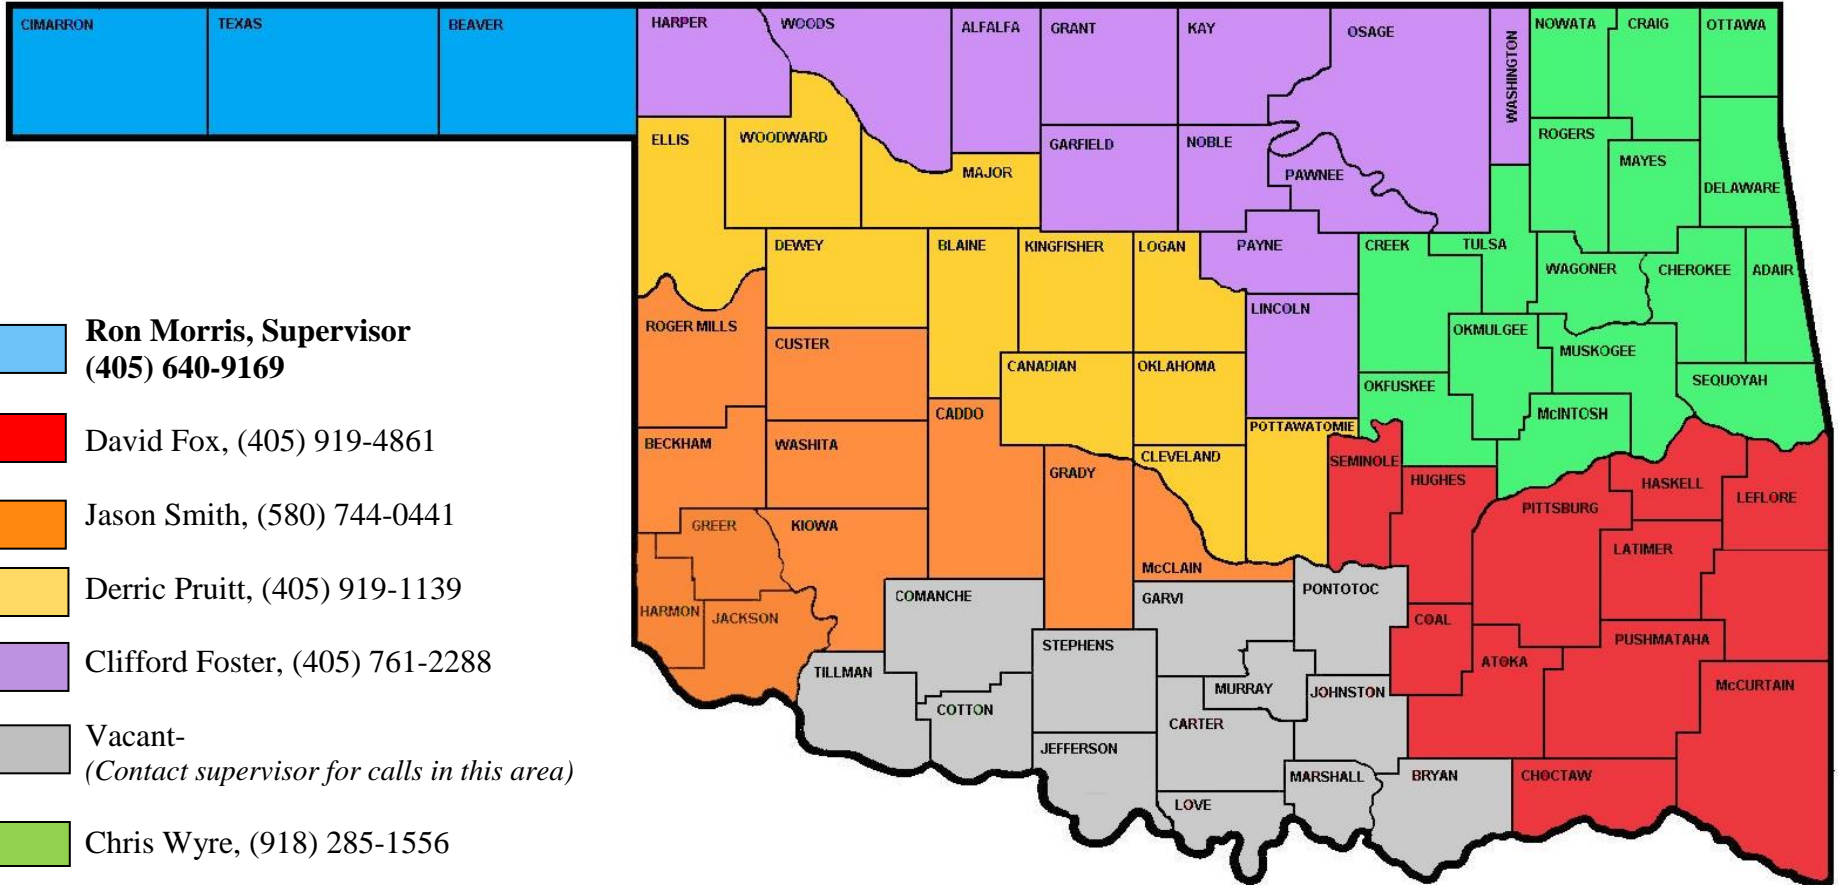 CIMARRON
TEXAS
BEAVER
HARPER
WOODS
ALFALFA
GRANT
KAY
OSAGE
WASHINGTON
NOWATA
CRAIG
OTTAWA
ELLIS
WOODWARD
MAJOR
GARFIELD
NOBLE
PAWNEE
ROGERS
MAYES
DELAWARE
DEWEY
BLAINE
KINGFISHER
LOGAN
PAYNE
CREEK
TULSA
WAGONER
CHEROKEE
ADAIR
ROGER MILLS
CUSTER
CANADIAN
OKLAHOMA
LINCOLN
OKMULGEE
MUSKOGEE
OKFUSKEE
SEQUOYAH
BECKHAM
WASHITA
CADDO
GRADY
CLEVELAND
POTTAWATOMIE
SEMINOLE
HUGHES
McINTOSH
PITTSBURG
HASKELL
LEFLORE
GREER
KIOWA
McCLAIN
LATIMER
HARMON
JACKSON
COMANCHE
GARVI
PONTOTOC
COAL
PUSHMATAHA
TILLMAN
STEPHENS
MURRAY
JOHNSTON
ATOKA
McCURTAIN
COTTON
CARTER
JEFFERSON
MARSHALL
BRYAN
CHOCTAW
LOVE
Ron Morris, Supervisor
(405) 640-9169
David Fox, (405) 919-4861
Jason Smith, (580) 744-0441
Derric Pruitt, (405) 919-1139
Clifford Foster, (405) 761-2288
Vacant-
(Contact supervisor for calls in this area)
Chris Wyre, (918) 285-1556